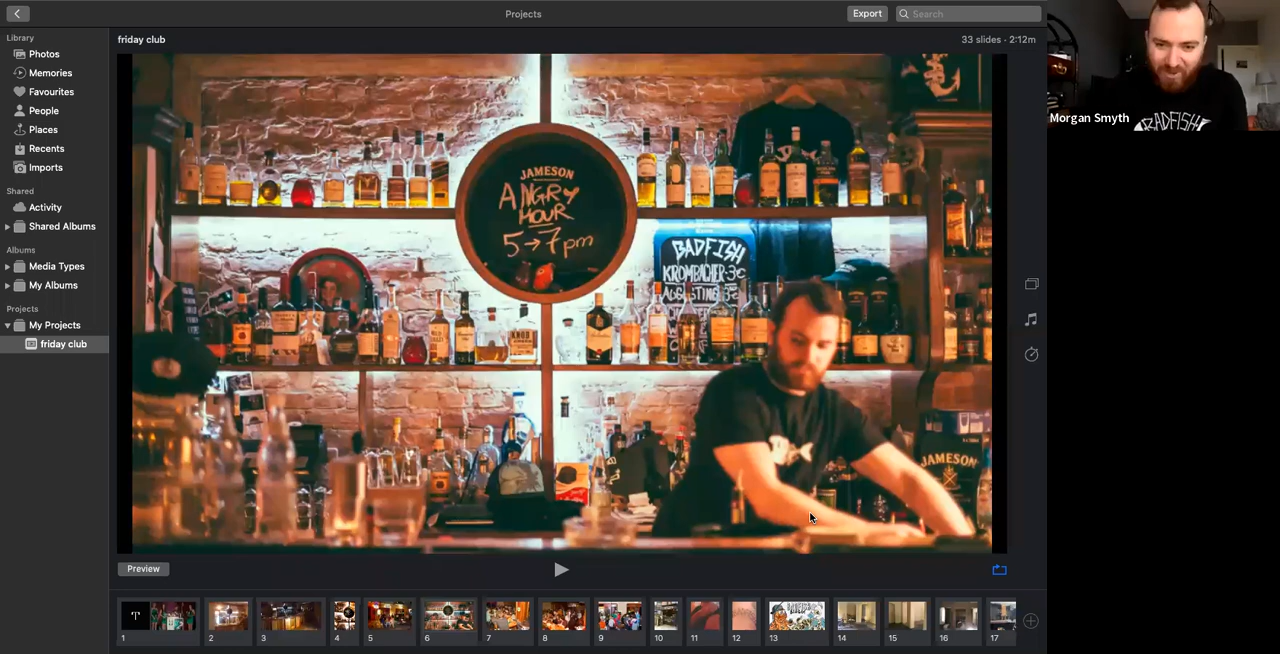 Projects
Export
Search
Library
Photos
Memories
Favourites
People
Places
Recents
Imports
Shared
Activity
Shared Albums
Albums
Media Types
My Albums
Projects
My Projects
friday club
friday club
33 slides · 2:12m
JAMESON
ANGRY
HOUR
5→7pm
BADFISH
KROMBACHER 3€
JAMESON
Preview
T
1
2
3
4
5
6
7
8
9
10
11
12
13
14
15
16
17
Morgan Smyth
BADFISH